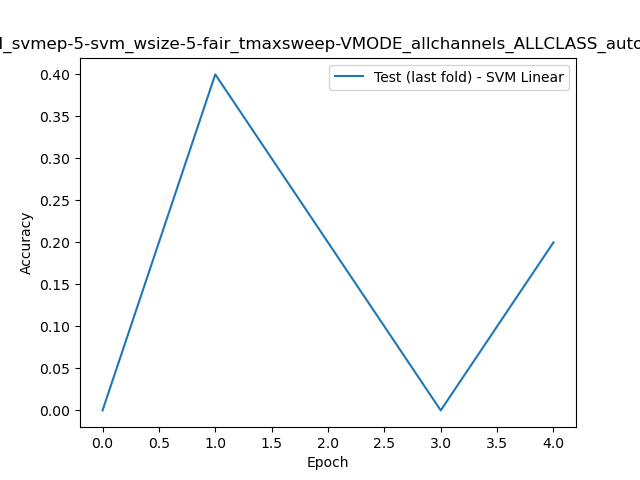 _svmep-5-svm_wsize-5-fair_tmaxsweep-VMODE_allchannels_ALLCLASS_auto
Test (last fold) - SVM Linear
Accuracy
0.40
0.35
0.30
0.25
0.20
0.15
0.10
0.05
0.00
0.0 0.5 1.0 1.5 2.0 2.5 3.0 3.5 4.0
Epoch